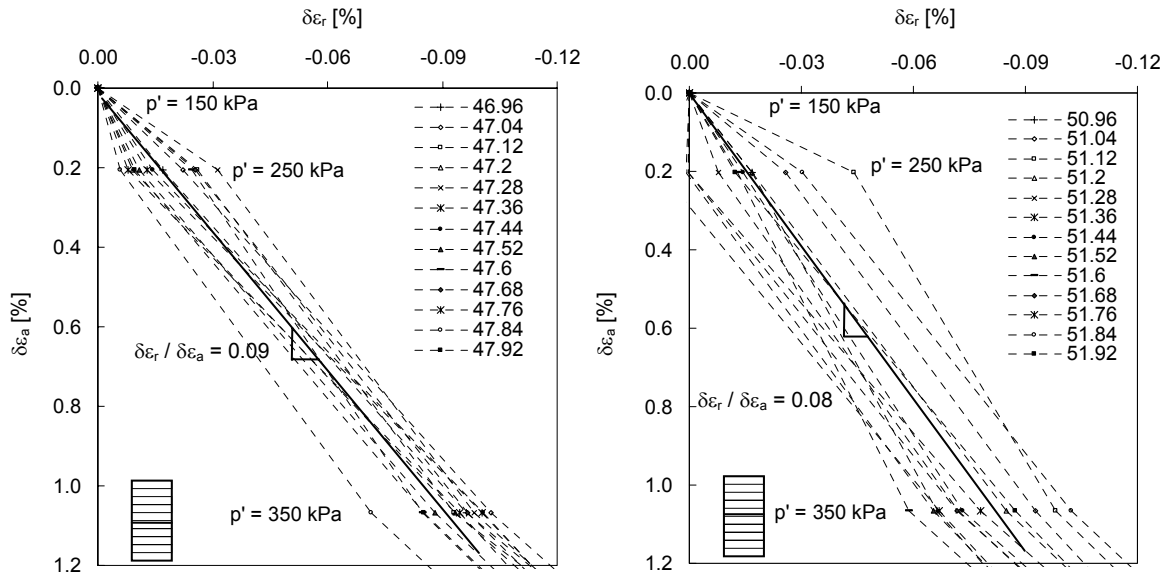 δεr [%]
0.00 -0.03 -0.06 -0.09 -0.12
0.0
0.2
0.4
0.6
0.8
1.0
1.2
δεa [%]
p' = 150 kPa
p' = 250 kPa
δεr / δεa = 0.09
p' = 350 kPa
46.96
47.04
47.12
47.2
47.28
47.36
47.44
47.52
47.6
47.68
47.76
47.84
47.92
δεr [%]
0.00 -0.03 -0.06 -0.09 -0.12
0.0
0.2
0.4
0.6
0.8
1.0
1.2
δεa [%]
p' = 150 kPa
p' = 250 kPa
δεr / δεa = 0.08
p' = 350 kPa
50.96
51.04
51.12
51.2
51.28
51.36
51.44
51.52
51.6
51.68
51.76
51.84
51.92